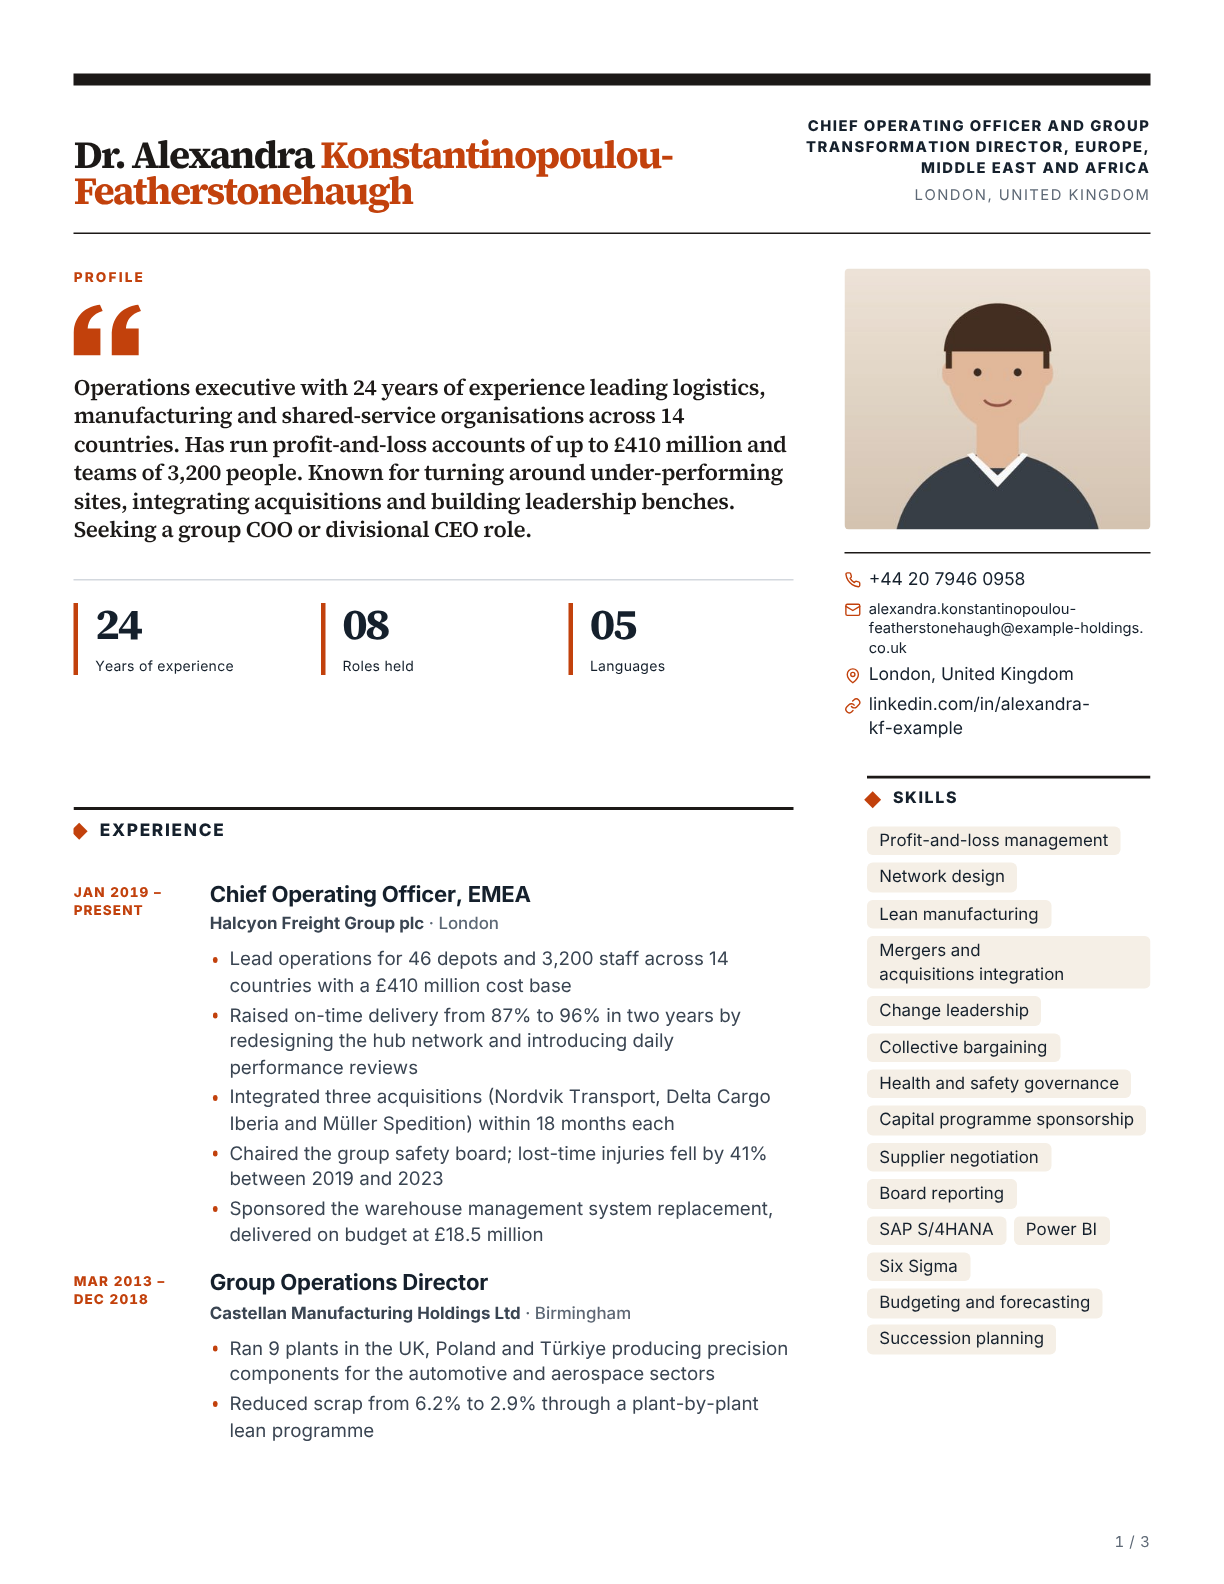 Dr. Alexandra Konstantinopoulou-
Featherstonehaugh
CHIEF OPERATING OFFICER AND GROUP
TRANSFORMATION DIRECTOR, EUROPE,
MIDDLE EAST AND AFRICA
LONDON, UNITED KINGDOM
PROFILE
“
Operations executive with 24 years of experience leading logistics,
manufacturing and shared-service organisations across 14
countries. Has run profit-and-loss accounts of up to £410 million and
teams of 3,200 people. Known for turning around under-performing
sites, integrating acquisitions and building leadership benches.
Seeking a group COO or divisional CEO role.
24
Years of experience
08
Roles held
05
Languages
+44 20 7946 0958
alexandra.konstantinopoulou-
featherstonehaugh@example-holdings.
co.uk
London, United Kingdom
linkedin.com/in/alexandra-
kf-example
EXPERIENCE
JAN 2019 –
PRESENT
Chief Operating Officer, EMEA
Halcyon Freight Group plc · London
• Lead operations for 46 depots and 3,200 staff across 14
countries with a £410 million cost base
• Raised on-time delivery from 87% to 96% in two years by
redesigning the hub network and introducing daily
performance reviews
• Integrated three acquisitions (Nordvik Transport, Delta Cargo
Iberia and Müller Spedition) within 18 months each
• Chaired the group safety board; lost-time injuries fell by 41%
between 2019 and 2023
• Sponsored the warehouse management system replacement,
delivered on budget at £18.5 million
MAR 2013 –
DEC 2018
Group Operations Director
Castellan Manufacturing Holdings Ltd · Birmingham
• Ran 9 plants in the UK, Poland and Türkiye producing precision
components for the automotive and aerospace sectors
• Reduced scrap from 6.2% to 2.9% through a plant-by-plant
lean programme
SKILLS
Profit-and-loss management
Network design
Lean manufacturing
Mergers and
acquisitions integration
Change leadership
Collective bargaining
Health and safety governance
Capital programme sponsorship
Supplier negotiation
Board reporting
SAP S/4HANA
Power BI
Six Sigma
Budgeting and forecasting
Succession planning
1 / 3